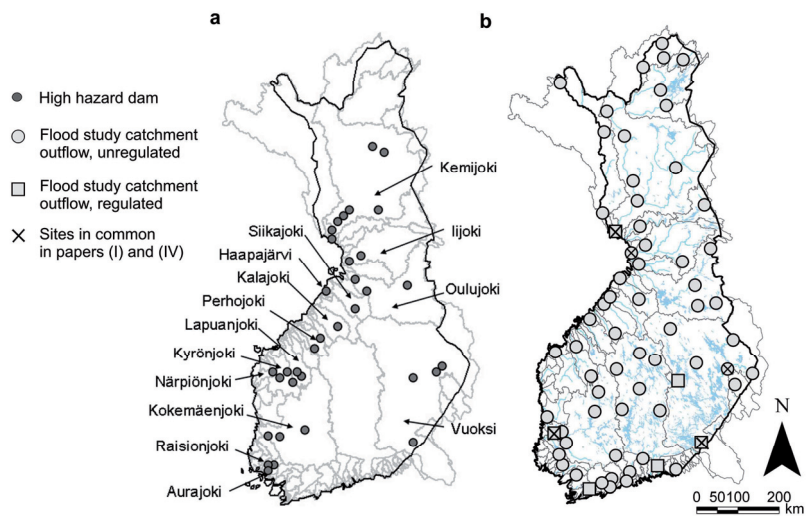 a
b
High hazard dam
Flood study catchment
outflow, unregulated
Flood study catchment
outflow, regulated
Sites in common
in papers (I) and (IV)
Kemijoki
Siikajoki
Iijoki
Haapajärvi
Kalajoki
Oulujoki
Perhojoki
Lapuanjoki
Kyrönjoki
Närpiönjoki
Kokemäenjoki
Vuoksi
Raisionjoki
Aurajoki
N
0 50100 200
km